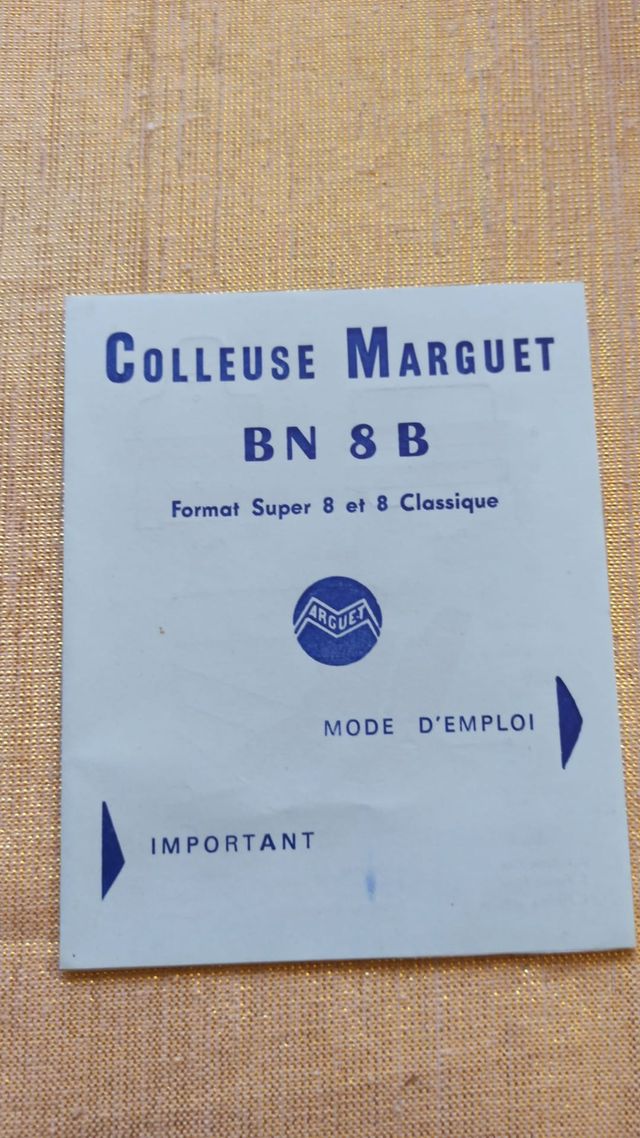 COLLEUSE MARGUET
BN 8 B
Format Super 8 et 8 Classique
MARGUET
MODE D'EMPLOI
IMPORTANT